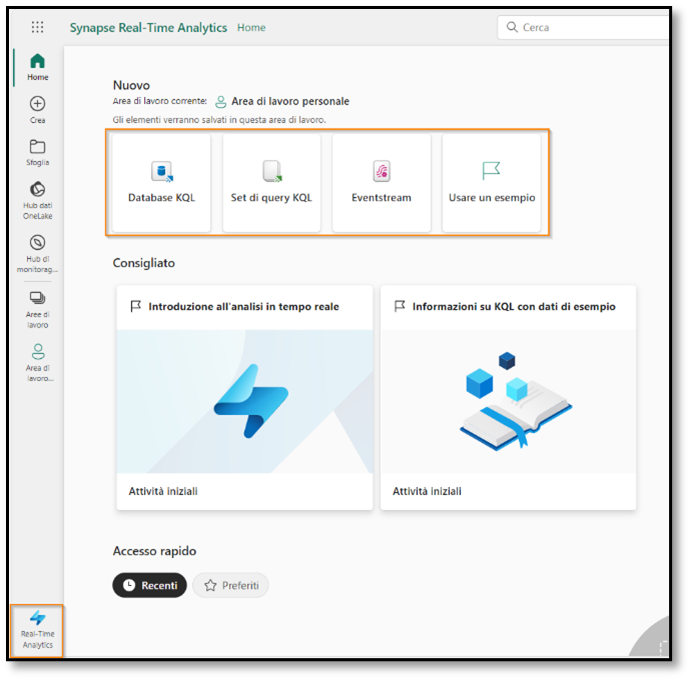 Synapse Real-Time Analytics Home
Cerca
Home
Crea
Sfoglia
Hub dati
OneLake
Hub di
monitorag...
Aree di
lavoro
Area di
lavoro...
Real-Time
Analytics
Nuovo
Area di lavoro corrente: Area di lavoro personale
Gli elementi verranno salvati in questa area di lavoro.
Database KQL
Set di query KQL
Eventstream
Usare un esempio
Consigliato
Introduzione all'analisi in tempo reale
Attività iniziali
Informazioni su KQL con dati di esempio
Attività iniziali
Accesso rapido
Recenti
Preferiti